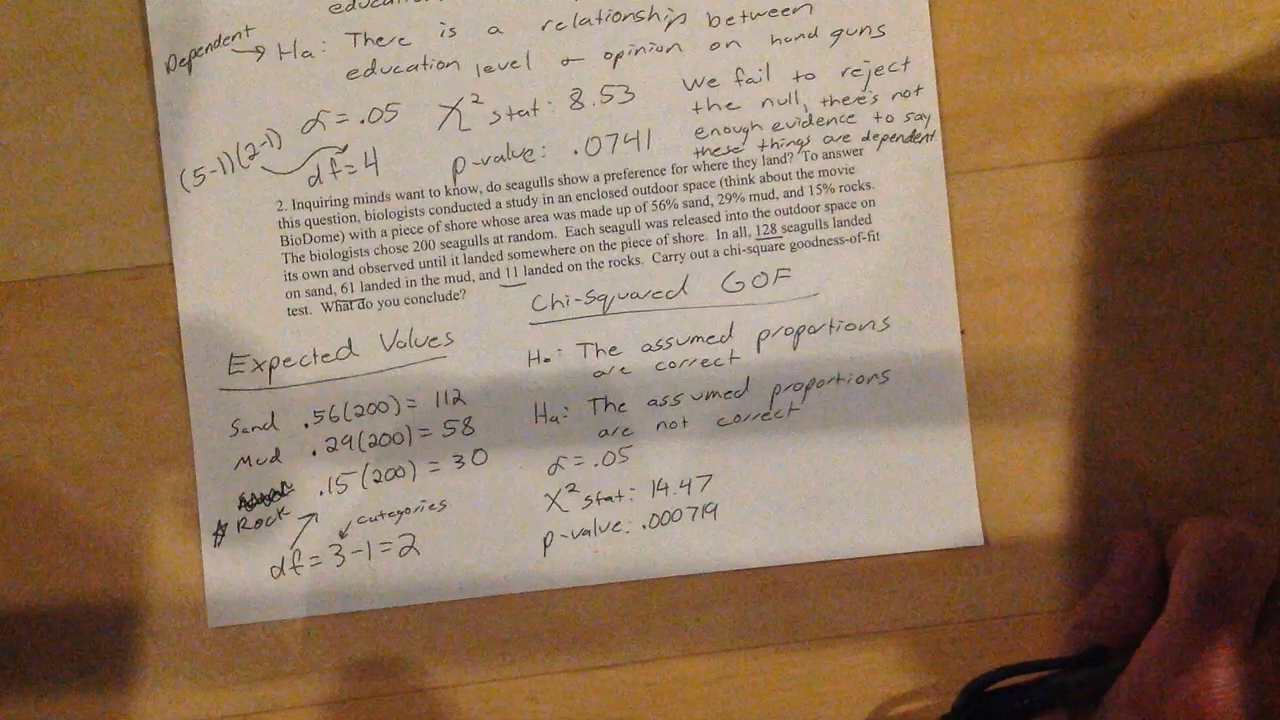 education
Dependent → Ha: There is a relationship between
education level & opinion on hand guns
(5-1)(2-1) α = .05 X² stat: 8.53
df = 4 p-value: .0741
We fail to reject
the null, there's not
enough evidence to say
these things are dependent.
2. Inquiring minds want to know, do seagulls show a preference for where they land? To answer
this question, biologists conducted a study in an enclosed outdoor space (think about the movie
BioDome) with a piece of shore whose area was made up of 56% sand, 29% mud, and 15% rocks.
The biologists chose 200 seagulls at random. Each seagull was released into the outdoor space on
its own and observed until it landed somewhere on the piece of shore. In all, 128 seagulls landed
on sand, 61 landed in the mud, and 11 landed on the rocks. Carry out a chi-square goodness-of-fit
test. What do you conclude?
Expected Values
Sand .56(200) = 112
Mud .29(200) = 58
Rock .15(200) = 30
categories
df = 3-1 = 2
Chi-Squared GOF
Ho: The assumed proportions
are correct
Ha: The assumed proportions
are not correct
α = .05
X² stat: 14.47
p-value: .000719